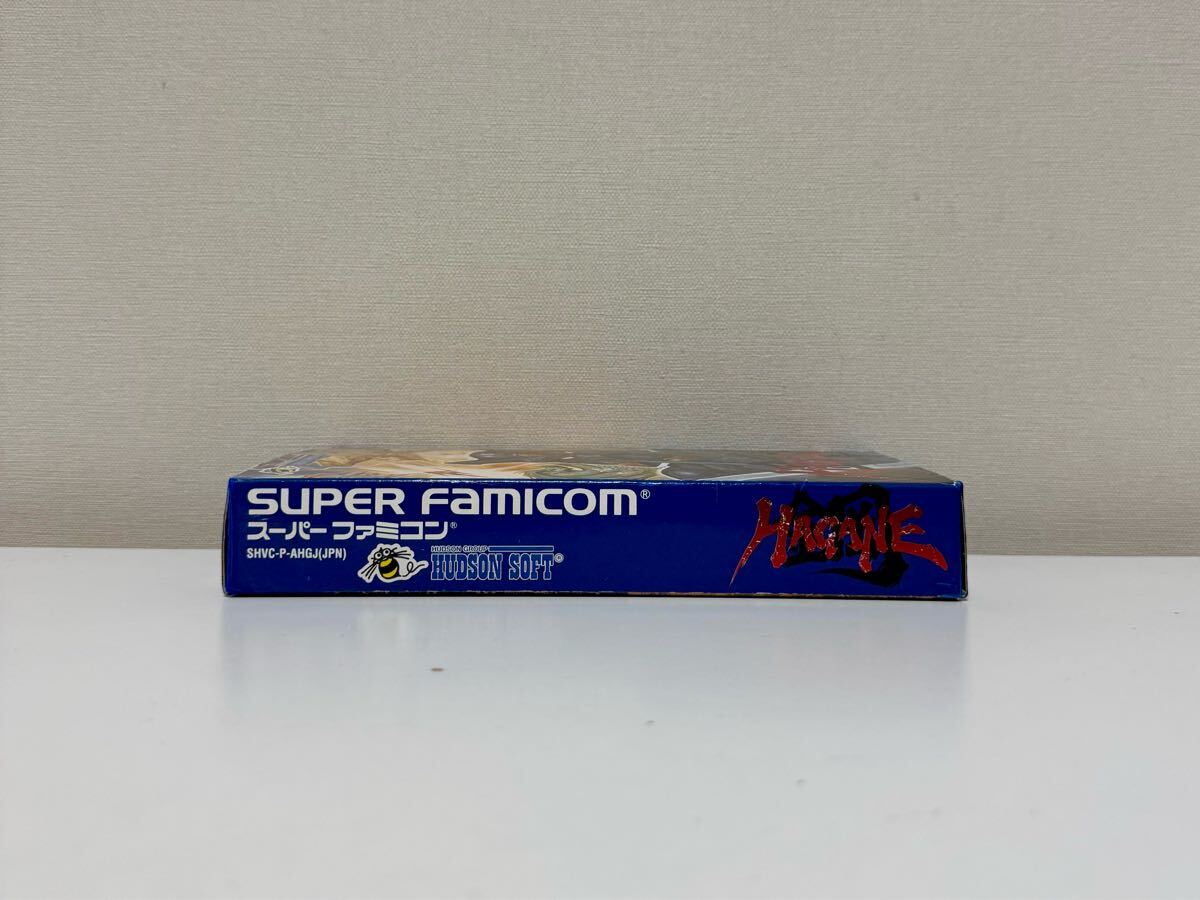 SUPER FAMICOM®
スーパーファミコン®
SHVC-P-AHGJ(JPN)
HUDSON GROUP
HUDSON SOFT©
HAGANE